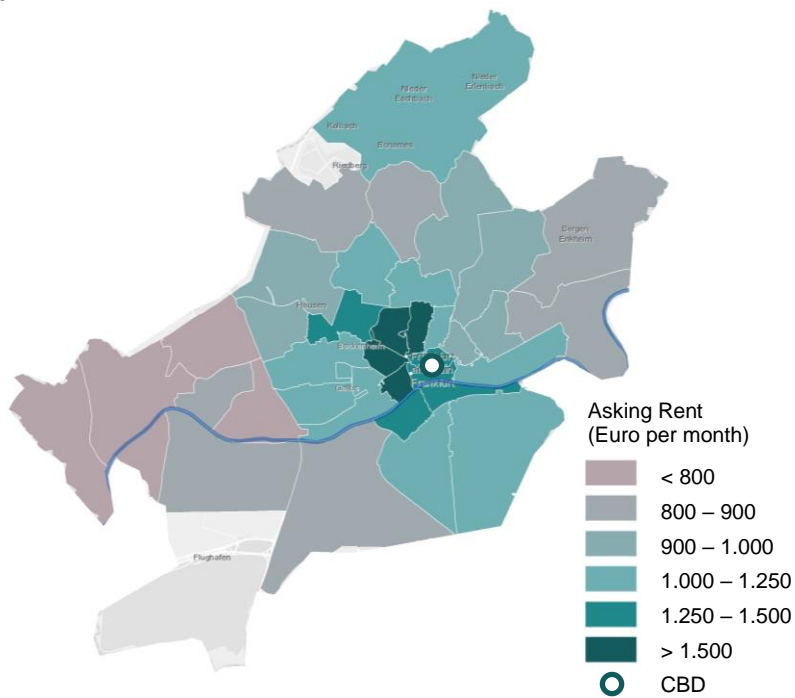 Nieder
Erlenbach
Nieder
Eschbach
Kalbach
Bonames
Riedberg
Bergen
Enkheim
Hausen
Bockenheim
Gallus
Frankfurt
Flughafen
Asking Rent
(Euro per month)
< 800
800 – 900
900 – 1.000
1.000 – 1.250
1.250 – 1.500
> 1.500
CBD